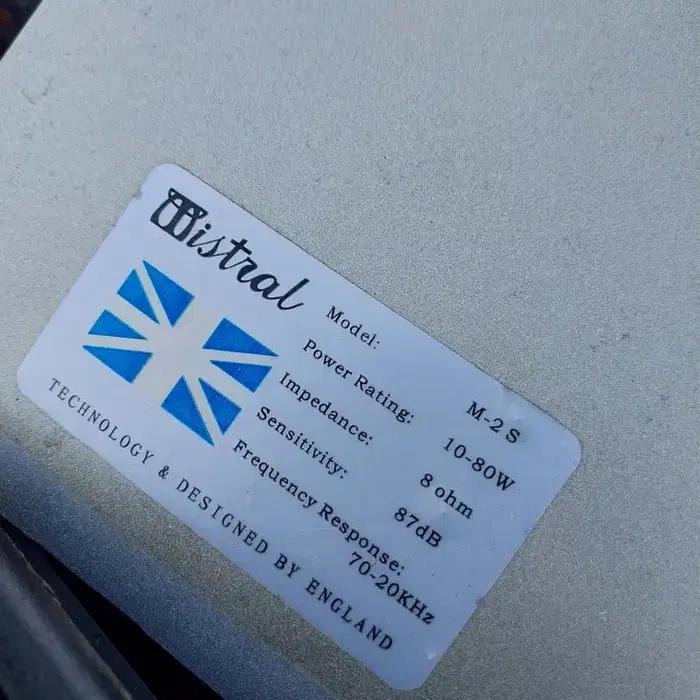 Mistral
Model: M-2 S
Power Rating: 10-80W
Impedance: 8 ohm
Sensitivity: 87dB
Frequency Response:
70-20KHz
TECHNOLOGY & DESIGNED BY ENGLAND